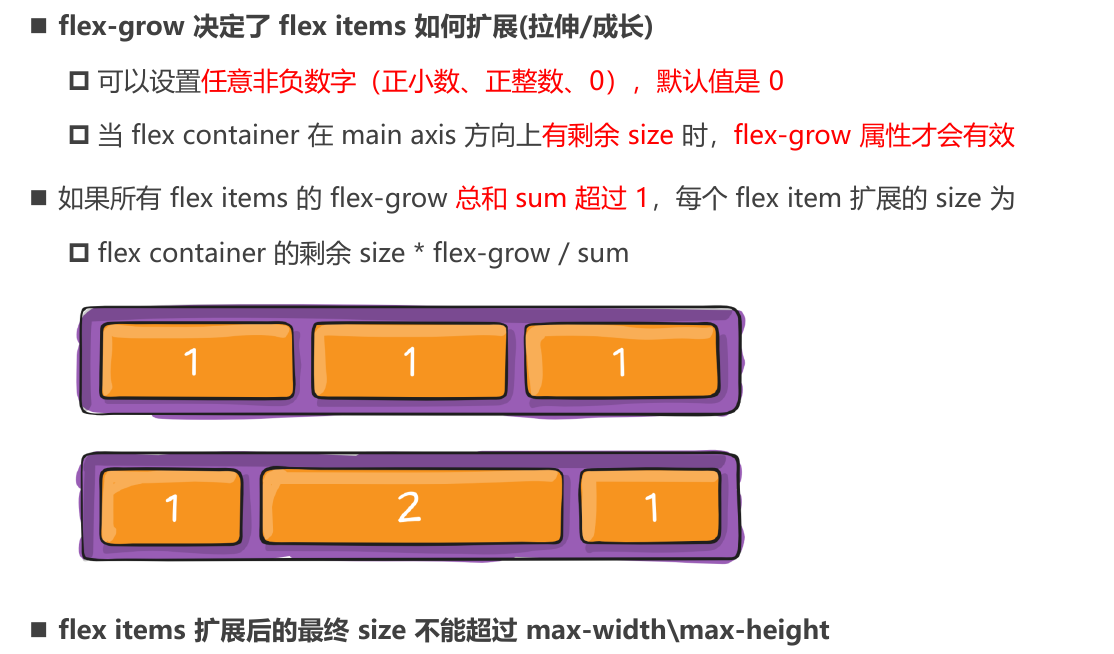 flex-grow 决定了 flex items 如何扩展(拉伸/成长)
可以设置任意非负数字（正小数、正整数、0），默认值是 0
当 flex container 在 main axis 方向上有剩余 size 时，flex-grow 属性才会有效
如果所有 flex items 的 flex-grow 总和 sum 超过 1，每个 flex item 扩展的 size 为
flex container 的剩余 size * flex-grow / sum
1 1 1
1 2 1
flex items 扩展后的最终 size 不能超过 max-width\max-height